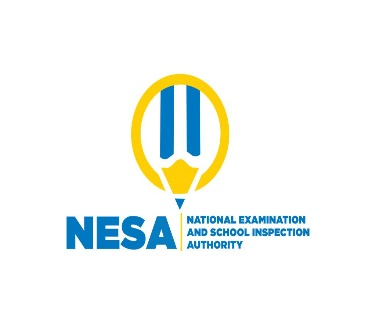 NESA
NATIONAL EXAMINATION
AND SCHOOL INSPECTION
AUTHORITY